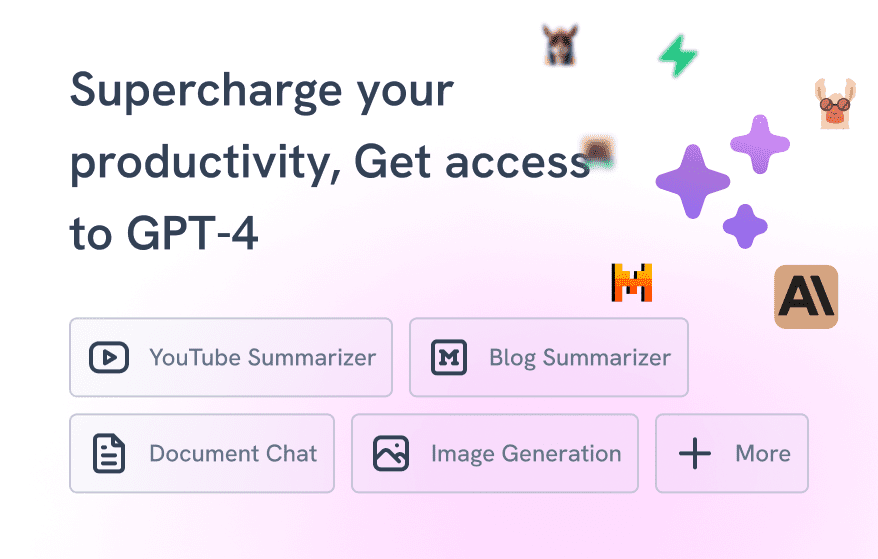 Supercharge your
productivity, Get access
to GPT-4
YouTube Summarizer
Blog Summarizer
Document Chat
Image Generation
More